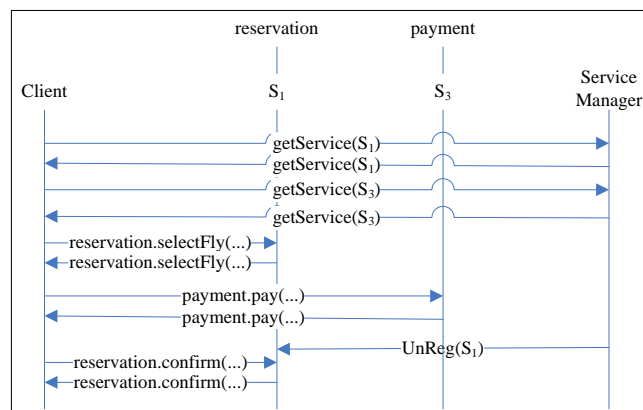 reservation payment
Client S₁ S₃ Service Manager
getService(S₁)
getService(S₁)
getService(S₃)
getService(S₃)
reservation.selectFly(...)
reservation.selectFly(...)
payment.pay(...)
payment.pay(...)
UnReg(S₁)
reservation.confirm(...)
reservation.confirm(...)